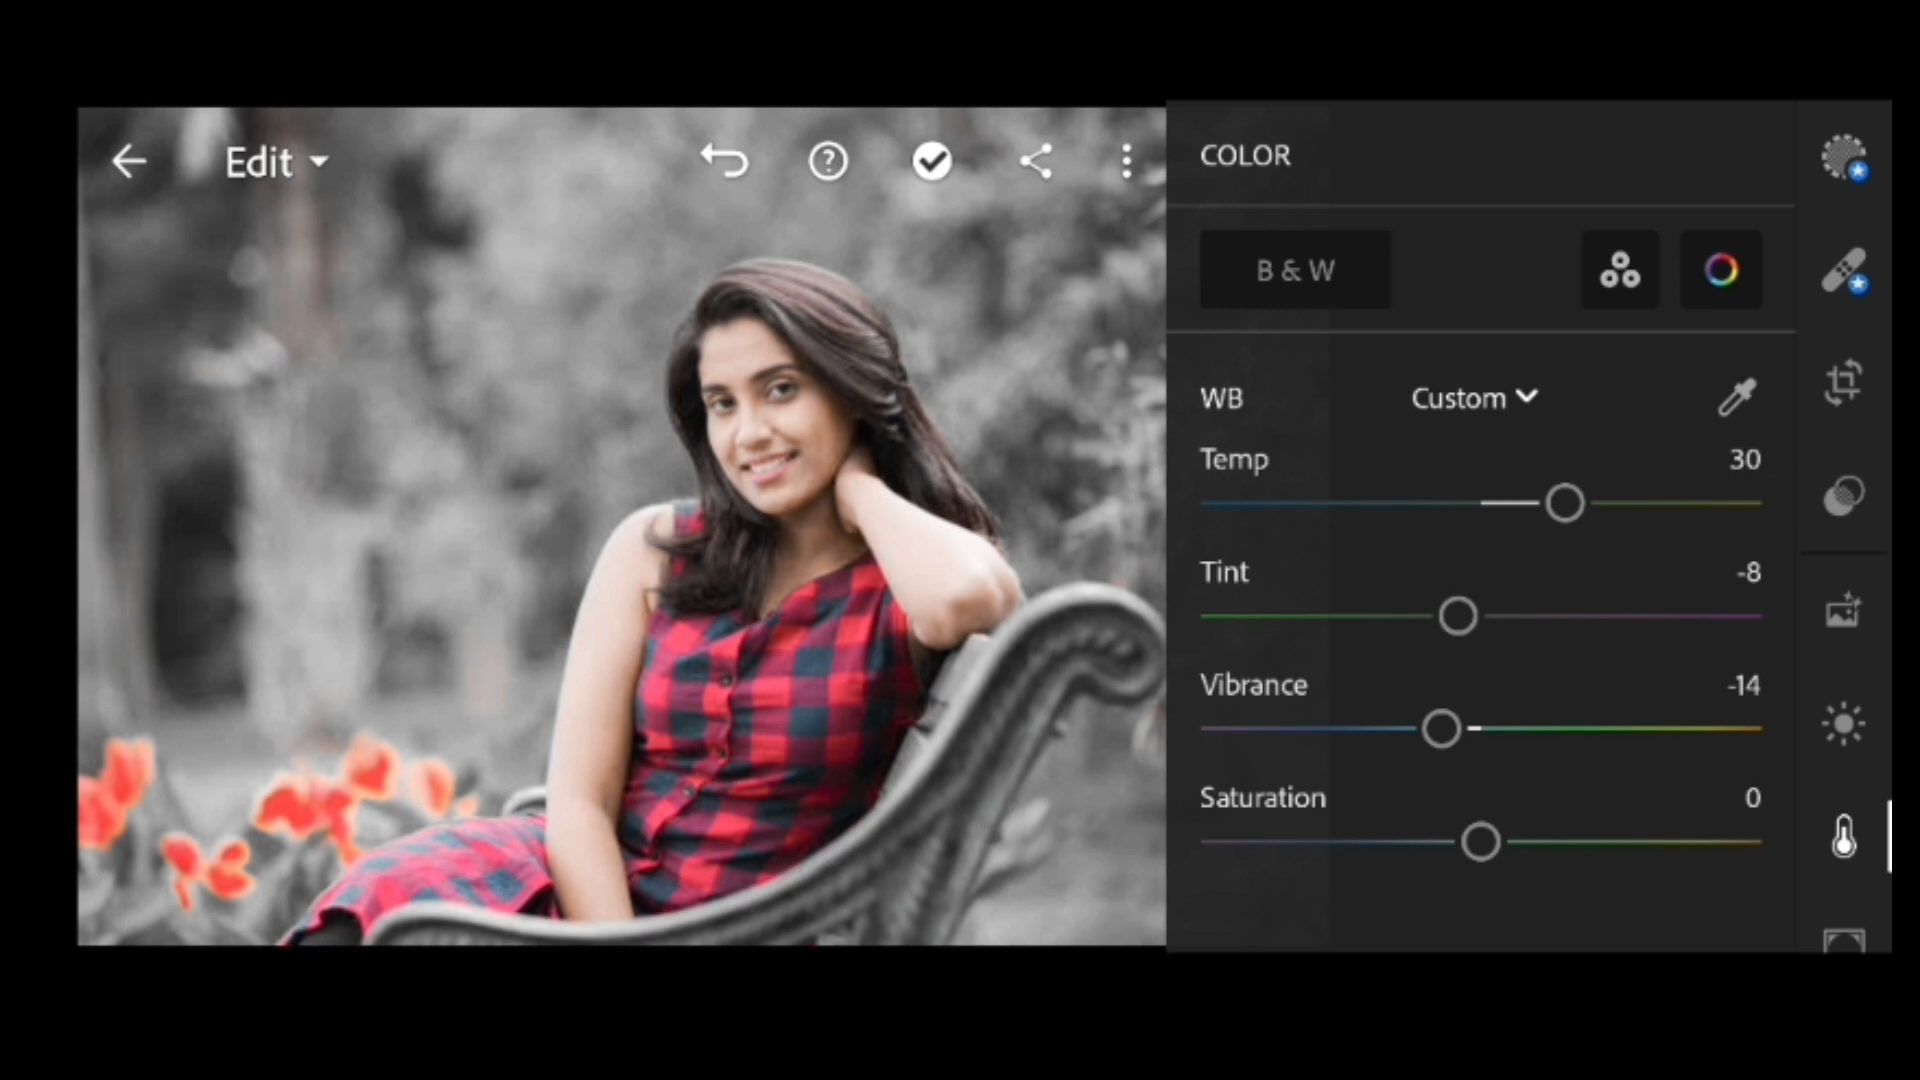 Edit
COLOR
B & W
WB Custom
Temp 30
Tint -8
Vibrance -14
Saturation 0